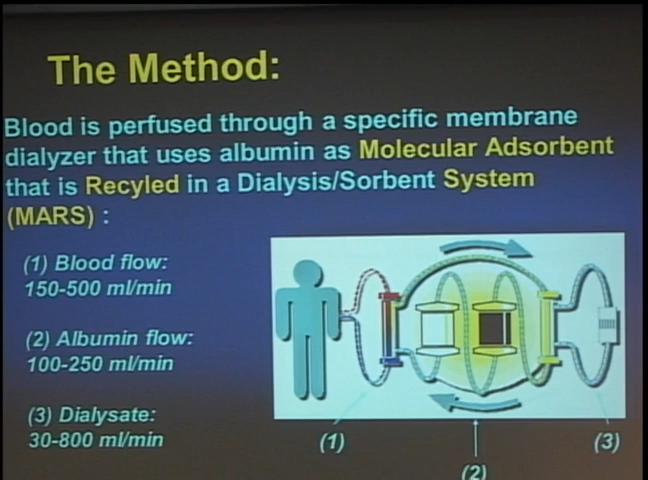 The Method:
Blood is perfused through a specific membrane
dialyzer that uses albumin as Molecular Adsorbent
that is Recyled in a Dialysis/Sorbent System
(MARS) :
(1) Blood flow:
150-500 ml/min
(2) Albumin flow:
100-250 ml/min
(3) Dialysate:
30-800 ml/min
(1)
(2)
(3)